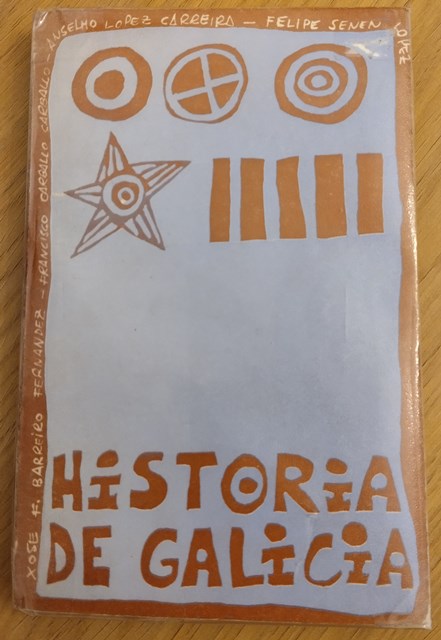 XOSE F. BARREIRO FERNANDEZ - FRANCISCO CARBALLO CARBALLO - ANSELMO LOPEZ CARREIRA - FELIPE SENEN LOPEZ
HiSTORiA
DE GALiCiA